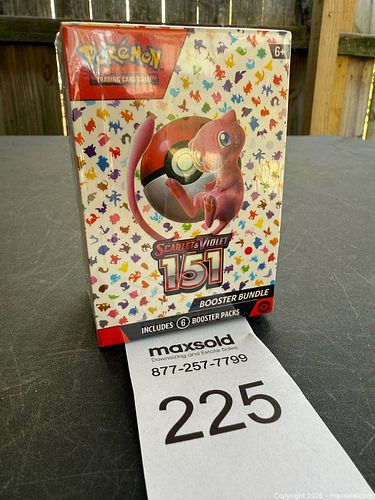 POKÉMON
TRADING CARD GAME
6+
SCARLET & VIOLET
151
BOOSTER BUNDLE
INCLUDES 6 BOOSTER PACKS
maxsold
Downsizing and Estate Sales
877-257-7799
225
Copyright 2026 - maxsold.com